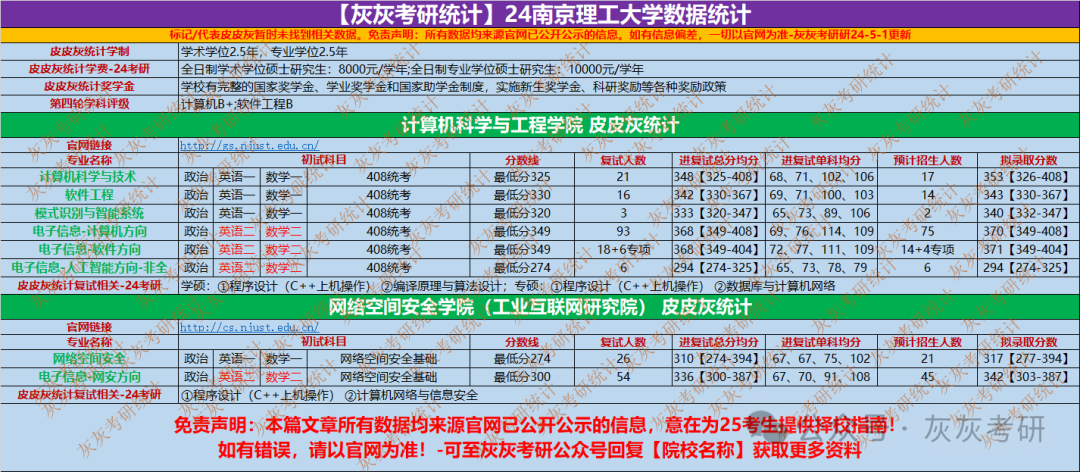 【灰灰考研统计】24南京理工大学数据统计
标记/代表皮皮灰暂时未找到相关数据。免责声明：所有数据均来源官网已公开公示的信息。如有信息偏差，一切以官网为准-灰灰考研研24-5-1更新
皮皮灰统计学制 学术学位2.5年，专业学位2.5年
皮皮灰统计学费-24考研 全日制学术学位硕士研究生：8000元/学年;全日制专业学位硕士研究生：10000元/学年
皮皮灰统计奖学金 学校有完整的国家奖学金、学业奖学金和国家助学金制度，实施新生奖学金、科研奖励等各种奖励政策
第四轮学科评级 计算机B+;软件工程B
计算机科学与工程学院 皮皮灰统计
官网链接 http://gs.njust.edu.cn/
专业名称 初试科目 分数线 复试人数 进复试总分均分 进复试单科均分 预计招生人数 拟录取分数
计算机科学与技术 政治 英语一 数学一 408统考 最低分325 21 348【325-408】 68、71、102、106 17 353【326-408】
软件工程 政治 英语一 数学一 408统考 最低分330 16 342【330-367】 69、71、100、103 14 343【330-367】
模式识别与智能系统 政治 英语一 数学一 408统考 最低分320 3 333【320-347】 65、73、89、106 2 340【332-347】
电子信息-计算机方向 政治 英语二 数学二 408统考 最低分349 93 368【349-408】 69、76、114、109 75 370【349-408】
电子信息-软件方向 政治 英语二 数学二 408统考 最低分349 18+6专项 368【349-404】 72、77、111、109 14+4专项 371【349-404】
电子信息-人工智能方向-非全 政治 英语二 数学二 408统考 最低分274 6 294【274-325】 65、73、78、79 6 294【274-325】
皮皮灰统计复试相关-24考研 学硕：①程序设计（C++上机操作） ②编译原理与算法设计；专硕：①程序设计（C++上机操作） ②数据库与计算机网络
网络空间安全学院（工业互联网研究院） 皮皮灰统计
官网链接 http://cs.njust.edu.cn/
专业名称 初试科目 分数线 复试人数 进复试总分均分 进复试单科均分 预计招生人数 拟录取分数
网络空间安全 政治 英语一 数学一 网络空间安全基础 最低分274 26 310【274-394】 67、67、75、102 21 317【277-394】
电子信息-网安方向 政治 英语二 数学二 网络空间安全基础 最低分300 54 336【300-387】 67、70、91、108 45 342【303-387】
皮皮灰统计复试相关-24考研 ①程序设计（C++上机操作） ②计算机网络与信息安全
免责声明：本篇文章所有数据均来源官网已公开公示的信息，意在为25考生提供择校指南！
如有错误，请以官网为准！-可至灰灰考研公众号回复【院校名称】获取更多资料
公众号 · 灰灰考研